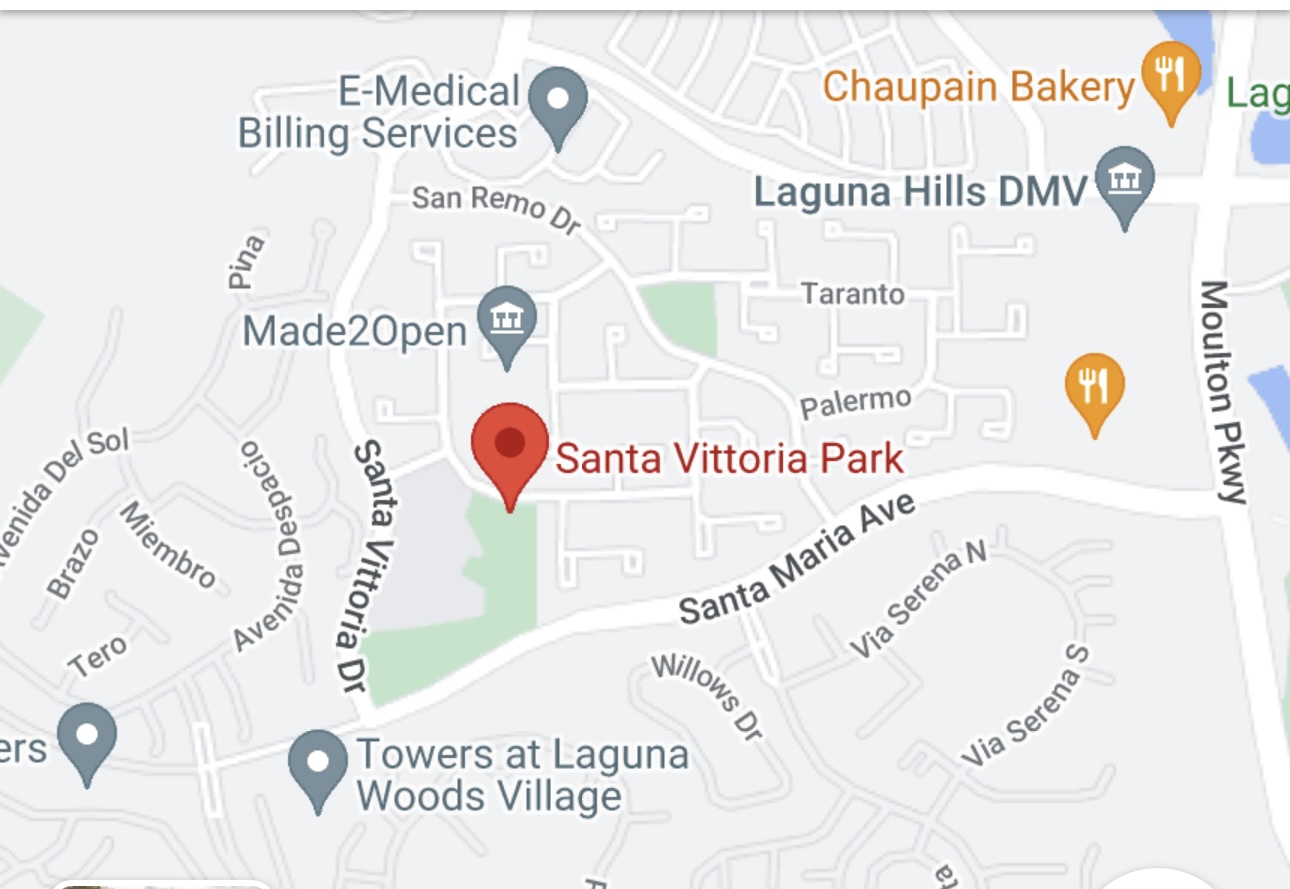 E-Medical
Billing Services
Chaupain Bakery
Lag
Laguna Hills DMV
San Remo Dr
Pina
Taranto
Made2Open
Moulton Pkwy
Palermo
Santa Vittoria Park
Avenida Del Sol
Avenida Despacio
Santa Vittoria Dr
Miembro
Brazo
Santa Maria Ave
Via Serena N
Tero
Willows Dr
Via Serena S
ers
Towers at Laguna
Woods Village
ta